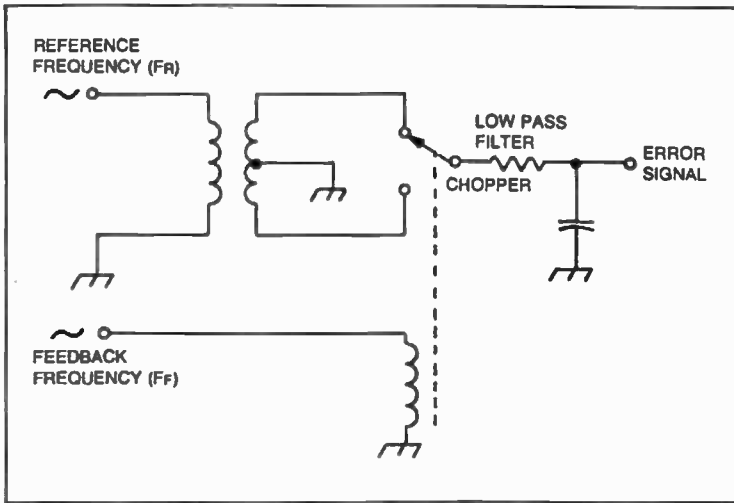 REFERENCE
FREQUENCY (FR)
LOW PASS
FILTER
CHOPPER
ERROR
SIGNAL
FEEDBACK
FREQUENCY (FF)